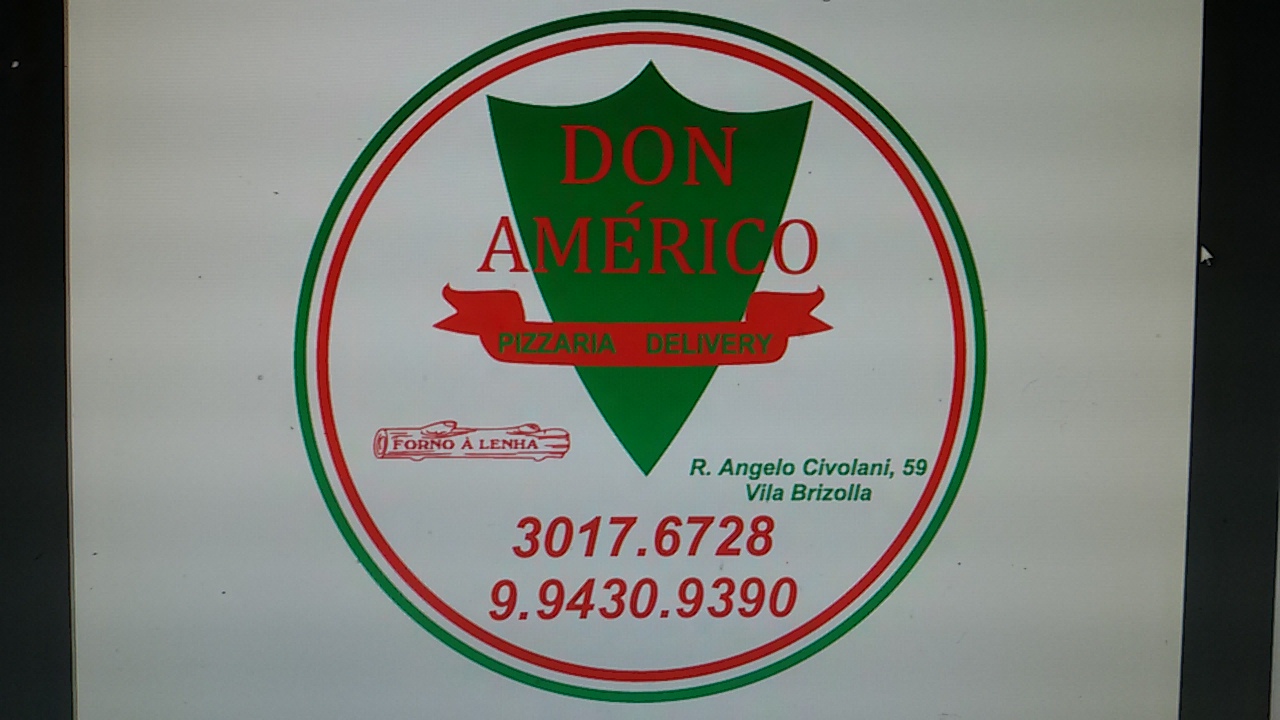 DON
AMÉRICO
PIZZARIA DELIVERY
FORNO À LENHA
R. Angelo Civolani, 59
Vila Brizolla
3017.6728
9.9430.9390